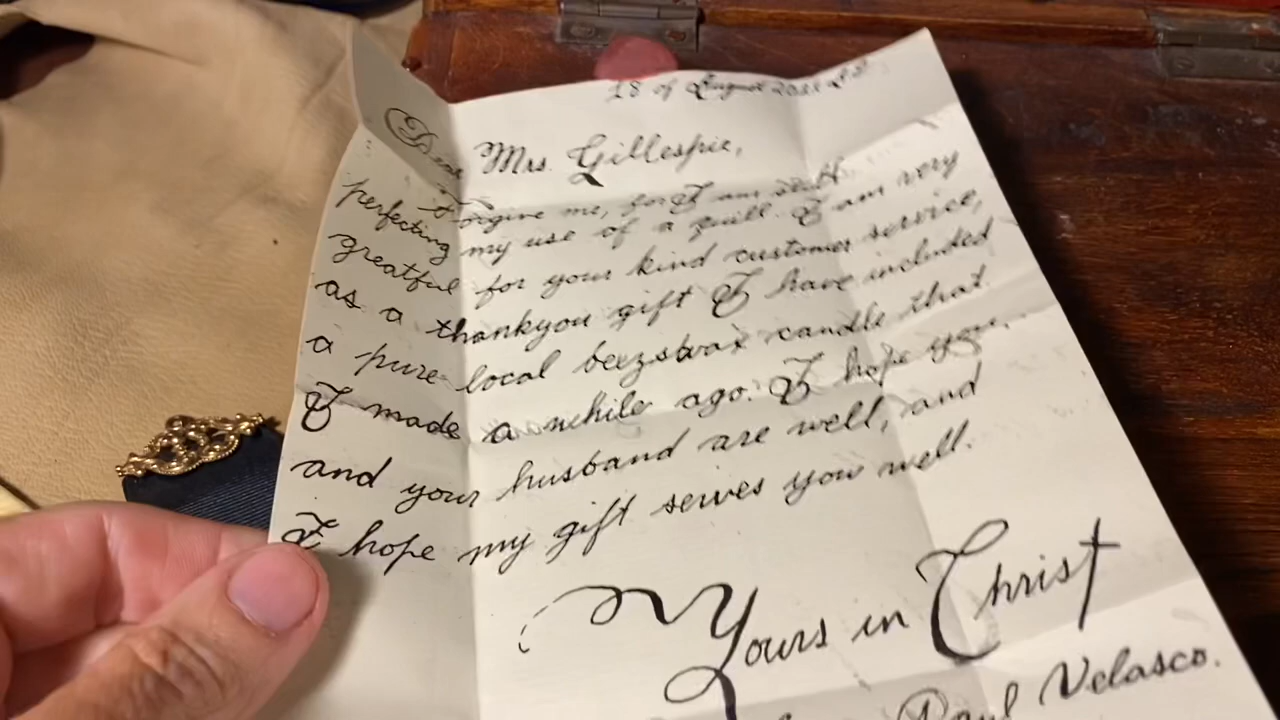 18 of August
Dear Mrs. Gillespie,
Forgive me, for I am still
perfecting my use of a quill. I am very
greatful for your kind customer service,
as a thankyou gift I have included
a pure local beezswax candle that
I made a while ago. I hope you
and your husband are well, and
I hope my gift serves you well.
Yours in Christ
Paul Velasco.